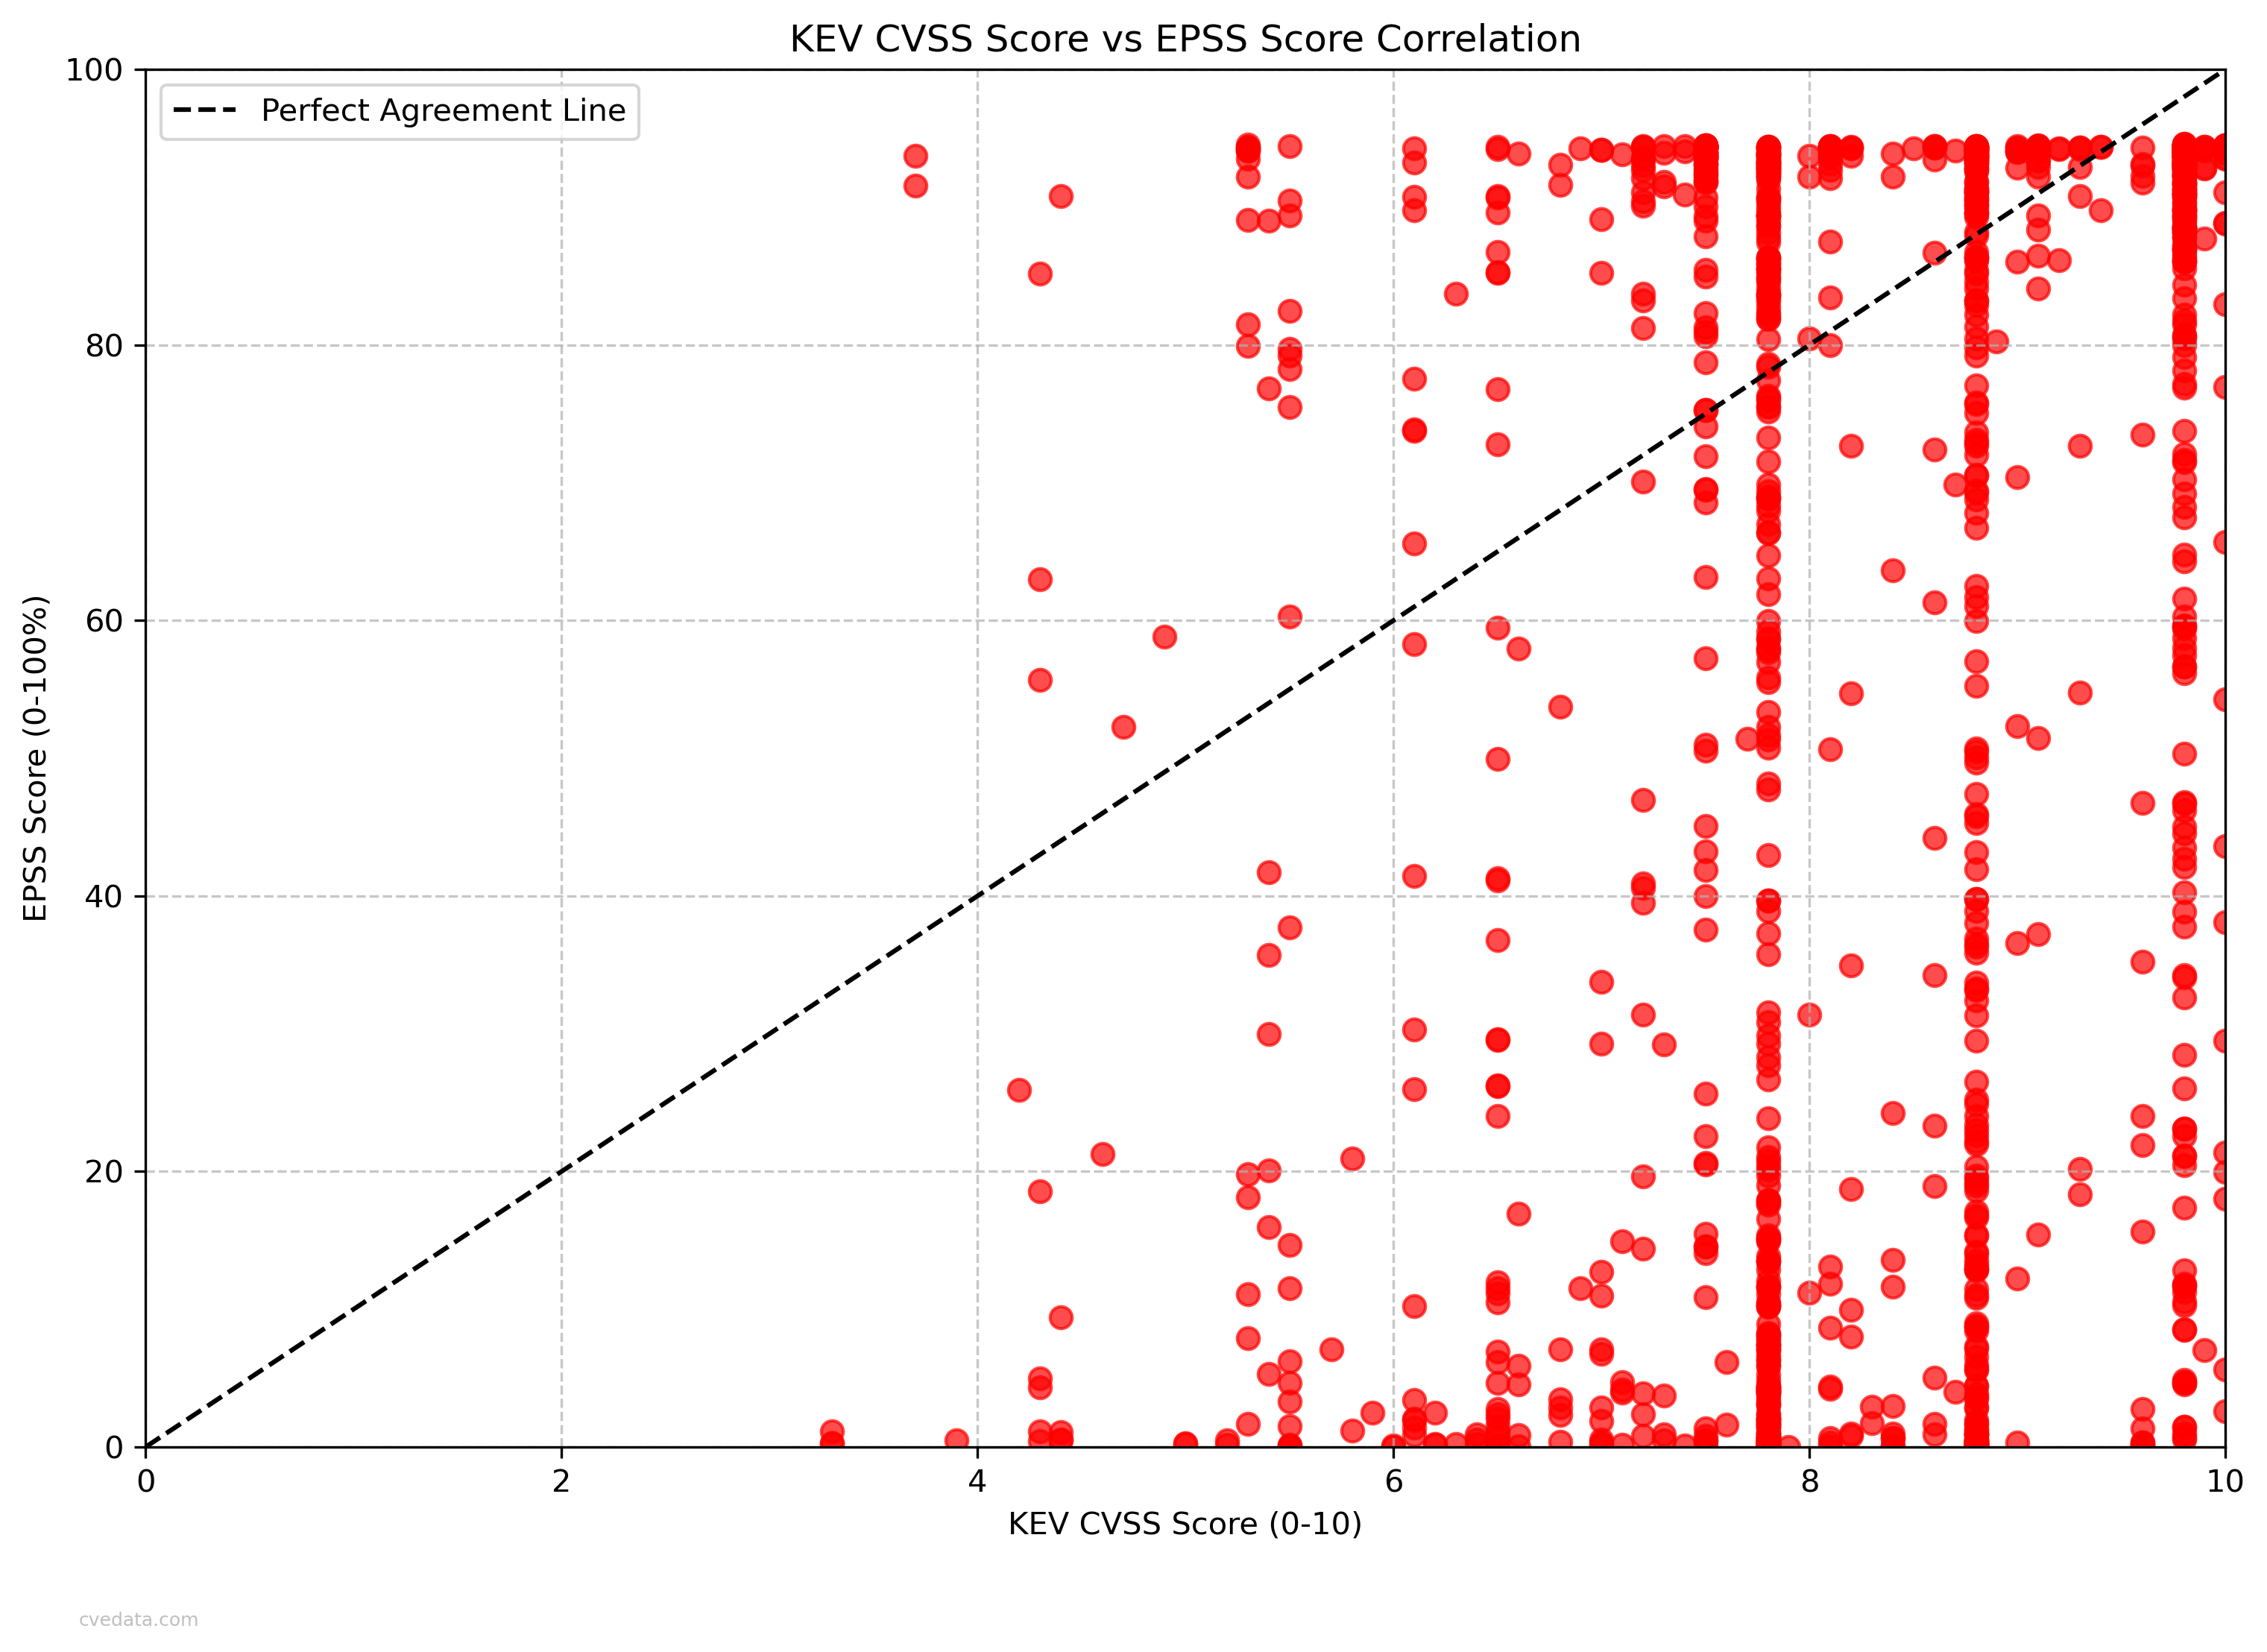 KEV CVSS Score vs EPSS Score Correlation
Perfect Agreement Line
EPSS Score (0-100%)
100
80
60
40
20
0
0 2 4 6 8 10
KEV CVSS Score (0-10)
cvedata.com